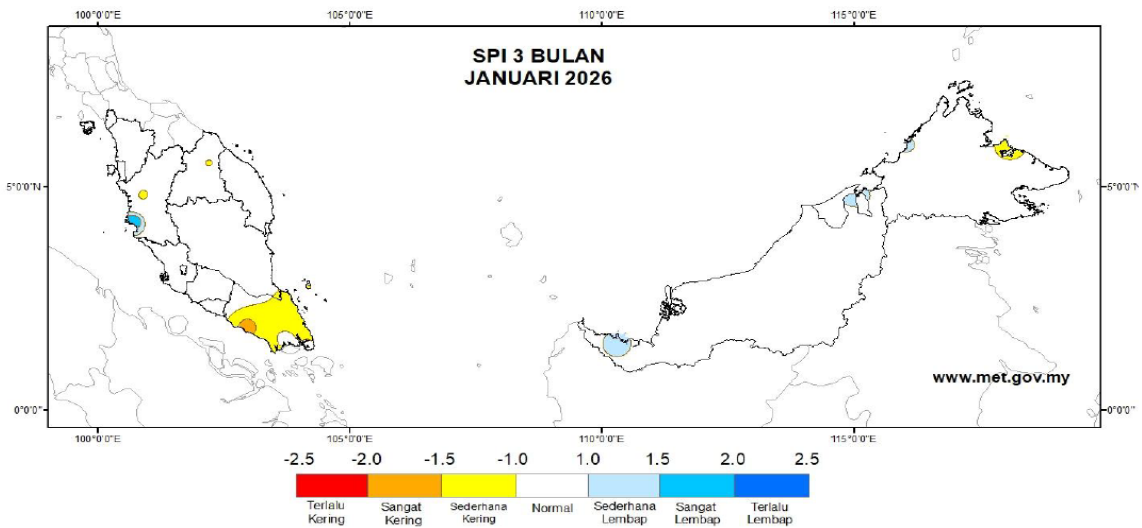 100°0'0"E 105°0'0"E 110°0'0"E 115°0'0"E
SPI 3 BULAN
JANUARI 2026
5°0'0"N 5°0'0"N
www.met.gov.my
0°0'0" 0°0'0"
100°0'0"E 105°0'0"E 110°0'0"E 115°0'0"E
-2.5 -2.0 -1.5 -1.0 1.0 1.5 2.0 2.5
Terlalu Kering
Sangat Kering
Sederhana Kering
Normal
Sederhana Lembap
Sangat Lembap
Terlalu Lembap